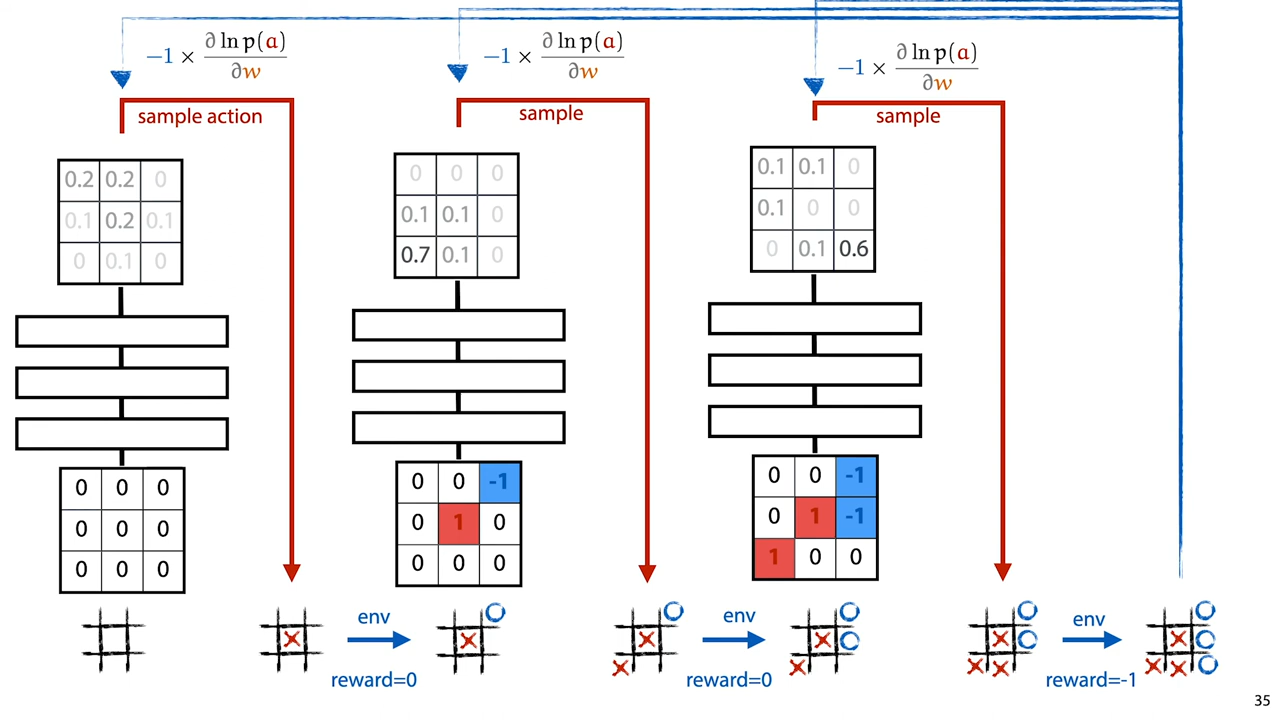 −1 × ∂ ln p(a) / ∂w
−1 × ∂ ln p(a) / ∂w
−1 × ∂ ln p(a) / ∂w
sample action
sample
sample
0.2 0.2 0
0.1 0.2 0.1
0 0.1 0
0 0 0
0.1 0.1 0
0.7 0.1 0
0.1 0.1 0
0.1 0 0
0 0.1 0.6
0 0 0
0 0 0
0 0 0
0 0 -1
0 1 0
0 0 0
0 0 -1
0 1 -1
1 0 0
env
reward=0
env
reward=0
env
reward=-1
35